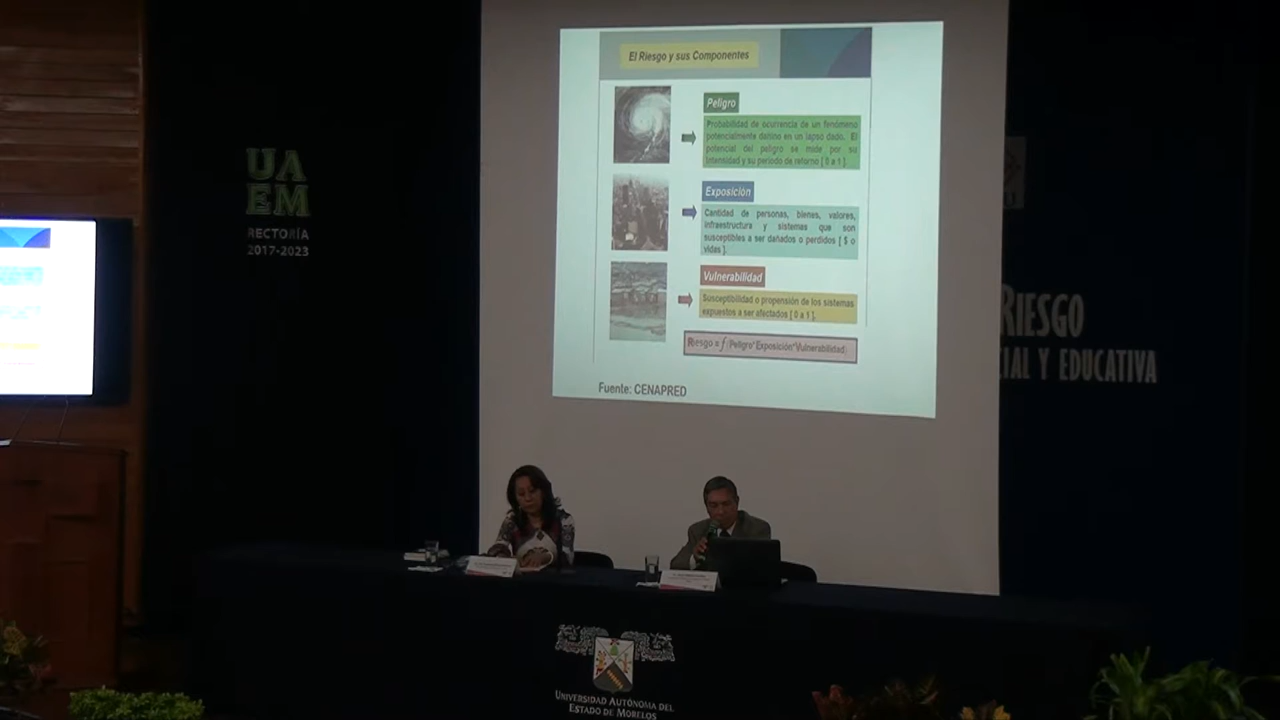 UA
EM
RECTORÍA
2017-2023
El Riesgo y sus Componentes
Peligro
Probabilidad de ocurrencia de un fenómeno
potencialmente dañino en un lapso dado. El
potencial del peligro se mide por su
intensidad y su periodo de retorno [ 0 a 1 ].
Exposición
Cantidad de personas, bienes, valores,
infraestructura y sistemas que son
susceptibles a ser dañados o perdidos [ $ o
vidas ].
Vulnerabilidad
Susceptibilidad o propensión de los sistemas
expuestos a ser afectados [ 0 a 1 ].
Riesgo = f (Peligro*Exposición*Vulnerabilidad)
Fuente: CENAPRED
RIESGO
CIAL Y EDUCATIVA
UNIVERSIDAD AUTÓNOMA DEL
ESTADO DE MORELOS